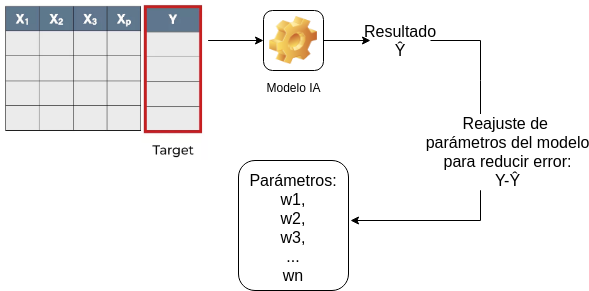 X1 X2 X3 Xp Y
Target
Modelo IA
Resultado
Ŷ
Reajuste de
parámetros del modelo
para reducir error:
Y-Ŷ
Parámetros:
w1,
w2,
w3,
...
wn